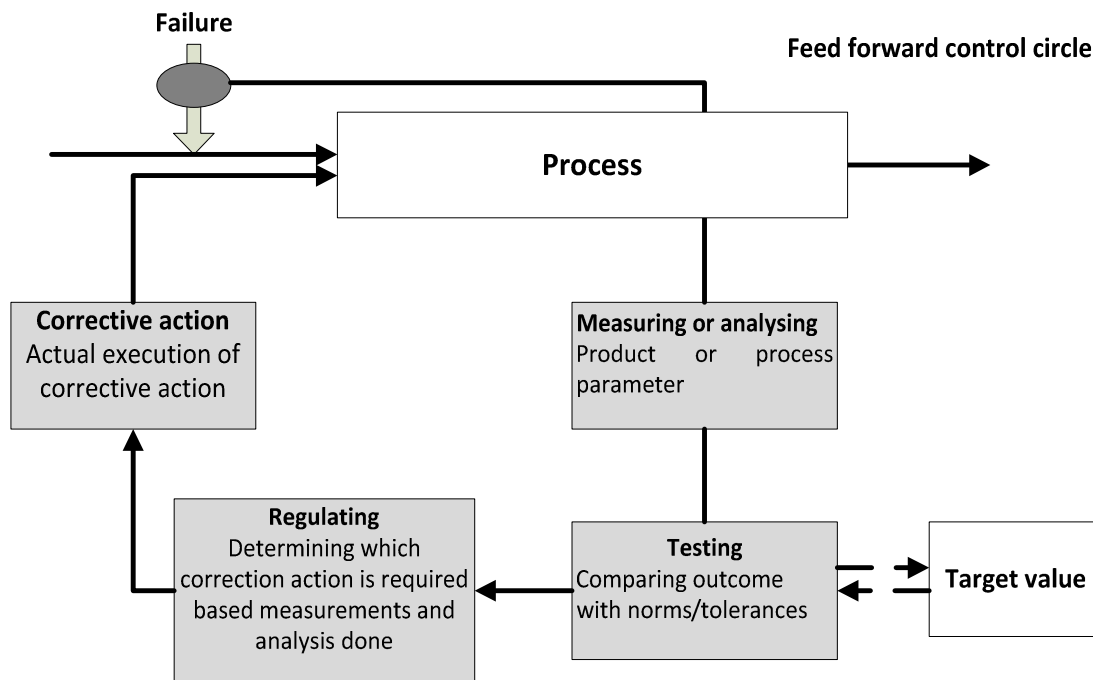 Failure
Feed forward control circle
Process
Corrective action
Actual execution of
corrective action
Measuring or analysing
Product or process
parameter
Regulating
Determining which
correction action is required
based measurements and
analysis done
Testing
Comparing outcome
with norms/tolerances
Target value